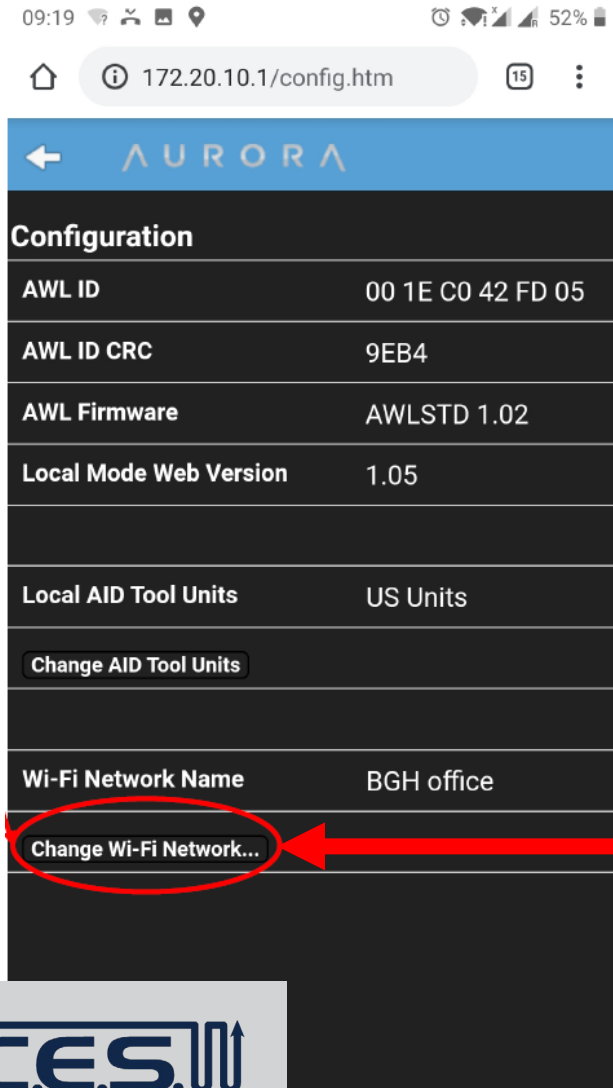 09:19
52%
172.20.10.1/config.htm
15
AURORA
Configuration
AWL ID 00 1E C0 42 FD 05
AWL ID CRC 9EB4
AWL Firmware AWLSTD 1.02
Local Mode Web Version 1.05
Local AID Tool Units US Units
Change AID Tool Units
Wi-Fi Network Name BGH office
Change Wi-Fi Network...